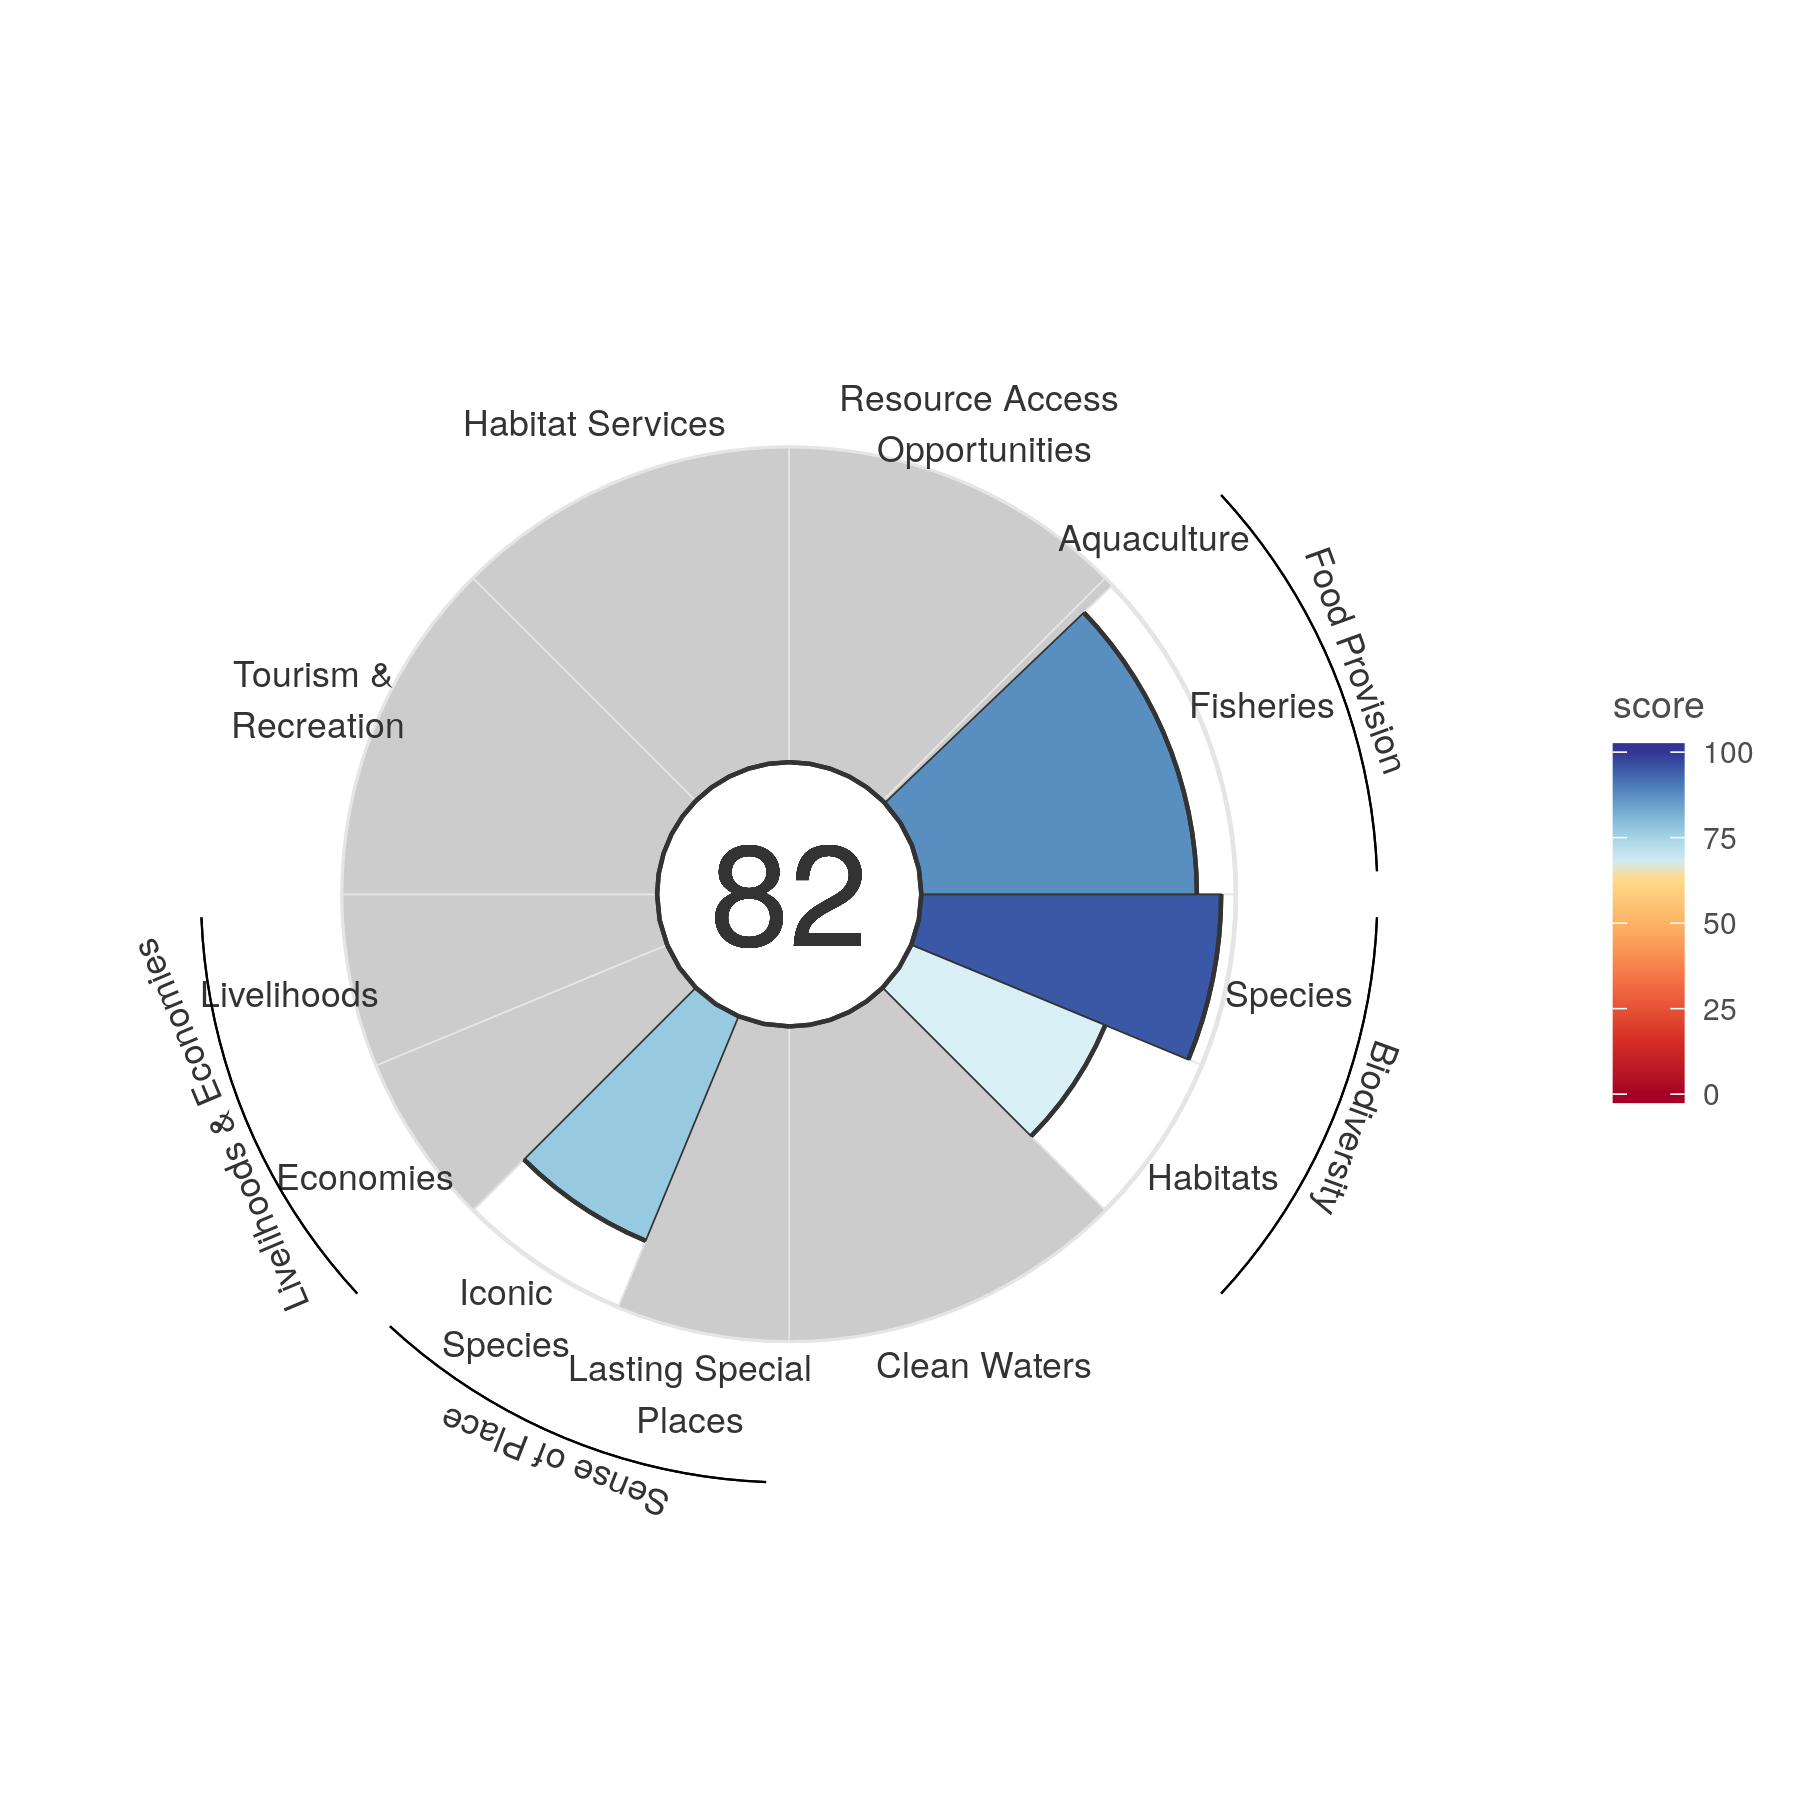 Resource Access
Opportunities
Habitat Services
Aquaculture
Food Provision
Fisheries
Tourism &
Recreation
82
score
100
75
50
25
0
Livelihoods
Species
Livelihoods & Economies
Biodiversity
Economies
Habitats
Iconic
Species
Lasting Special
Places
Clean Waters
Sense of Place